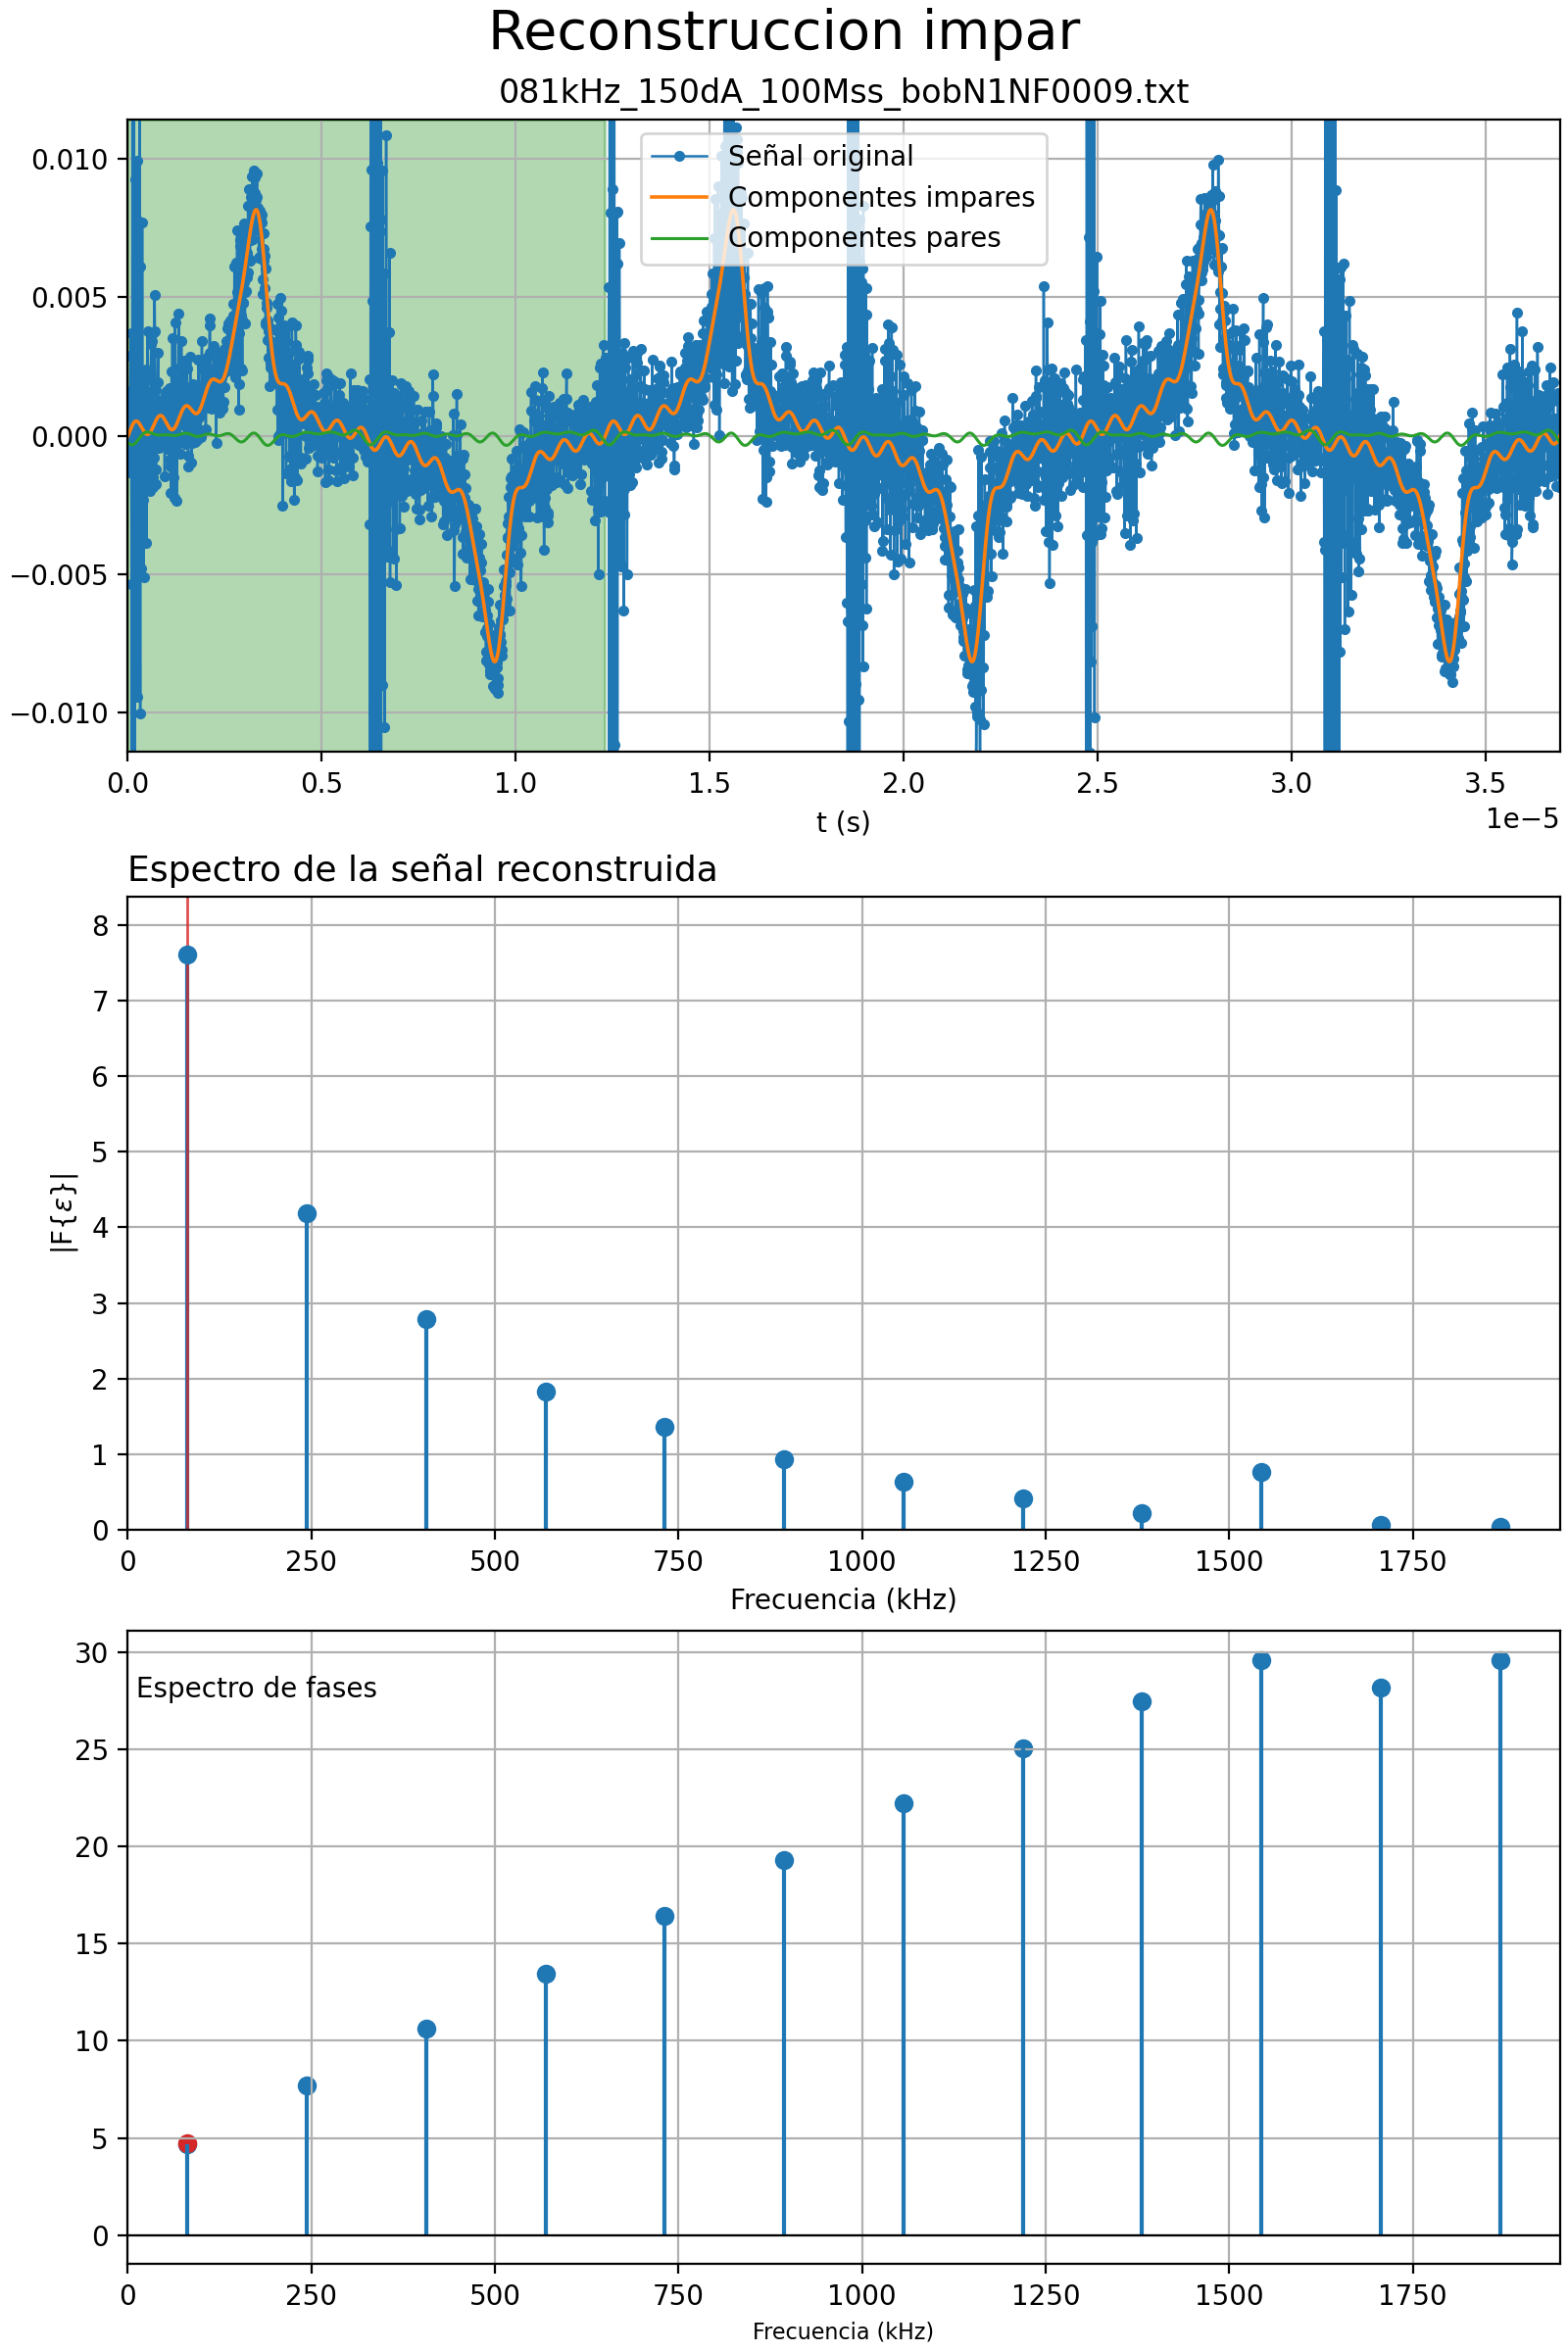 Reconstruccion impar
081kHz_150dA_100Mss_bobN1NF0009.txt
Señal original
Componentes impares
Componentes pares
0.010
0.005
0.000
−0.005
−0.010
0.0 0.5 1.0 1.5 2.0 2.5 3.0 3.5
1e−5
t (s)
Espectro de la señal reconstruida
8
7
6
5
4
3
2
1
0
|F{ε}|
0 250 500 750 1000 1250 1500 1750
Frecuencia (kHz)
Espectro de fases
30
25
20
15
10
5
0
0 250 500 750 1000 1250 1500 1750
Frecuencia (kHz)